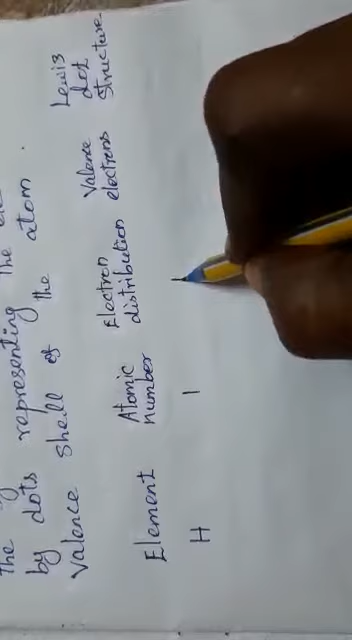 the
by dots representing the
Valence shell of the atom.
Element Atomic number Electron distribution Valence electrons Lewis dot structure
H 1